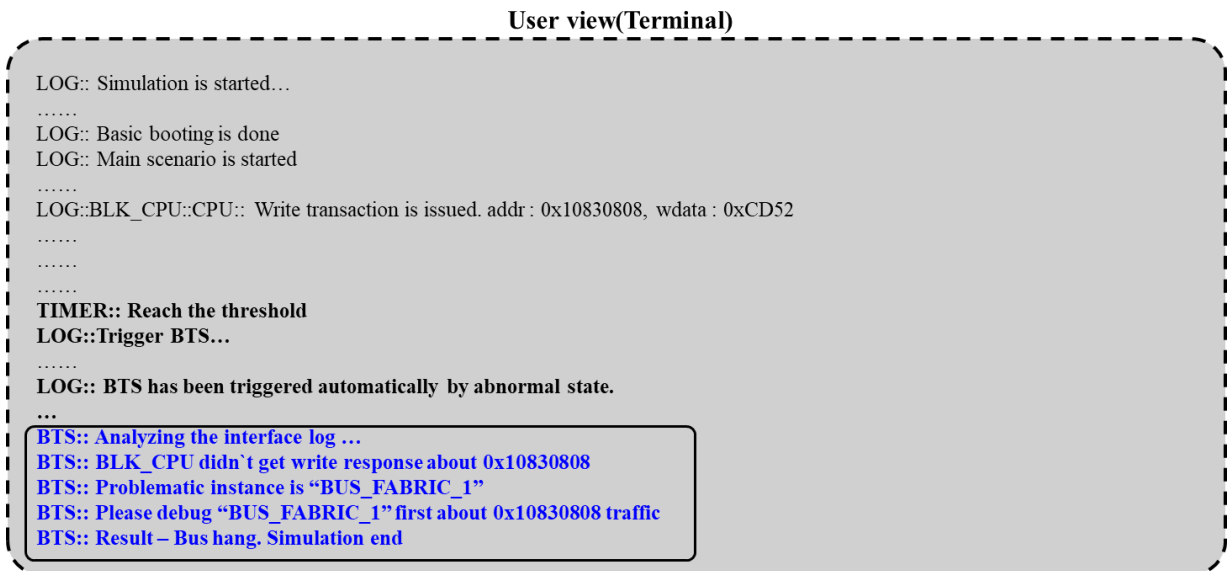 User view(Terminal)
LOG:: Simulation is started…
……
LOG:: Basic booting is done
LOG:: Main scenario is started
……
LOG::BLK_CPU::CPU:: Write transaction is issued. addr : 0x10830808, wdata : 0xCD52
……
……
……
TIMER:: Reach the threshold
LOG::Trigger BTS…
……
LOG:: BTS has been triggered automatically by abnormal state.
…
BTS:: Analyzing the interface log …
BTS:: BLK_CPU didn`t get write response about 0x10830808
BTS:: Problematic instance is “BUS_FABRIC_1”
BTS:: Please debug “BUS_FABRIC_1” first about 0x10830808 traffic
BTS:: Result – Bus hang. Simulation end